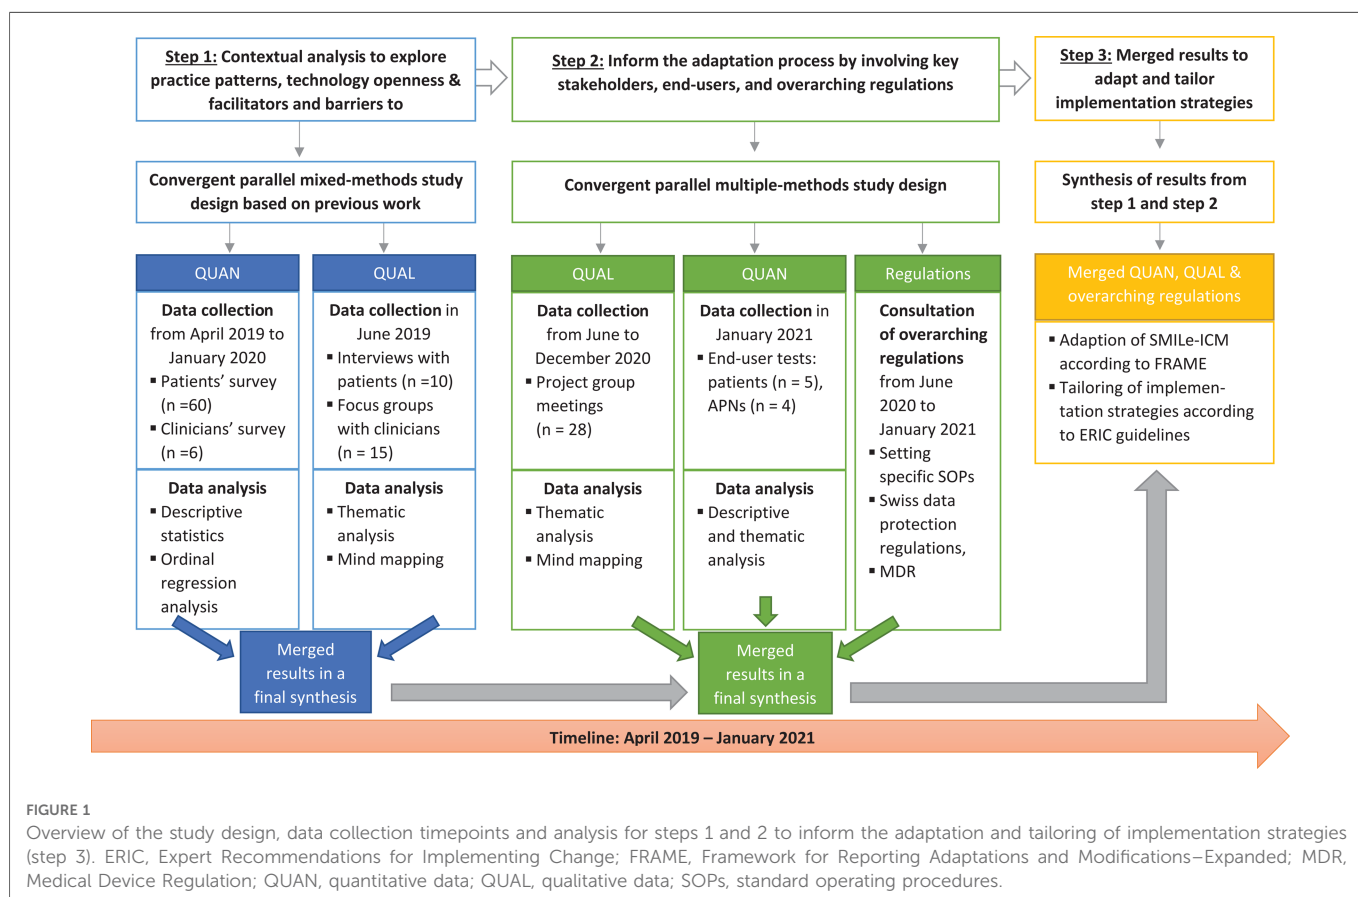 Step 1: Contextual analysis to explore
practice patterns, technology openness &
facilitators and barriers to
Step 2: Inform the adaptation process by involving key
stakeholders, end-users, and overarching regulations
Step 3: Merged results to
adapt and tailor
implementation strategies
Convergent parallel mixed-methods study
design based on previous work
Convergent parallel multiple-methods study design
Synthesis of results from
step 1 and step 2
QUAN
Data collection
from April 2019 to
January 2020
▪ Patients’ survey
(n =60)
▪ Clinicians’ survey
(n =6)
Data analysis
▪ Descriptive
statistics
▪ Ordinal
regression
analysis
QUAL
Data collection in
June 2019
▪ Interviews with
patients (n =10)
▪ Focus groups
with clinicians
(n = 15)
Data analysis
▪ Thematic
analysis
▪ Mind mapping
Merged
results in a
final synthesis
QUAL
Data collection
from June to
December 2020
▪ Project group
meetings
(n = 28)
Data analysis
▪ Thematic
analysis
▪ Mind mapping
QUAN
Data collection in
January 2021
▪ End-user tests:
patients (n = 5),
APNs (n = 4)
Data analysis
▪ Descriptive
and thematic
analysis
Regulations
Consultation
of overarching
regulations
from June
2020 to
January 2021
▪ Setting
specific SOPs
▪ Swiss data
protection
regulations,
▪ MDR
Merged
results in a
final synthesis
Merged QUAN, QUAL &
overarching regulations
▪ Adaption of SMILe-ICM
according to FRAME
▪ Tailoring of implemen-
tation strategies according
to ERIC guidelines
Timeline: April 2019 – January 2021
FIGURE 1
Overview of the study design, data collection timepoints and analysis for steps 1 and 2 to inform the adaptation and tailoring of implementation strategies
(step 3). ERIC, Expert Recommendations for Implementing Change; FRAME, Framework for Reporting Adaptations and Modifications–Expanded; MDR,
Medical Device Regulation; QUAN, quantitative data; QUAL, qualitative data; SOPs, standard operating procedures.